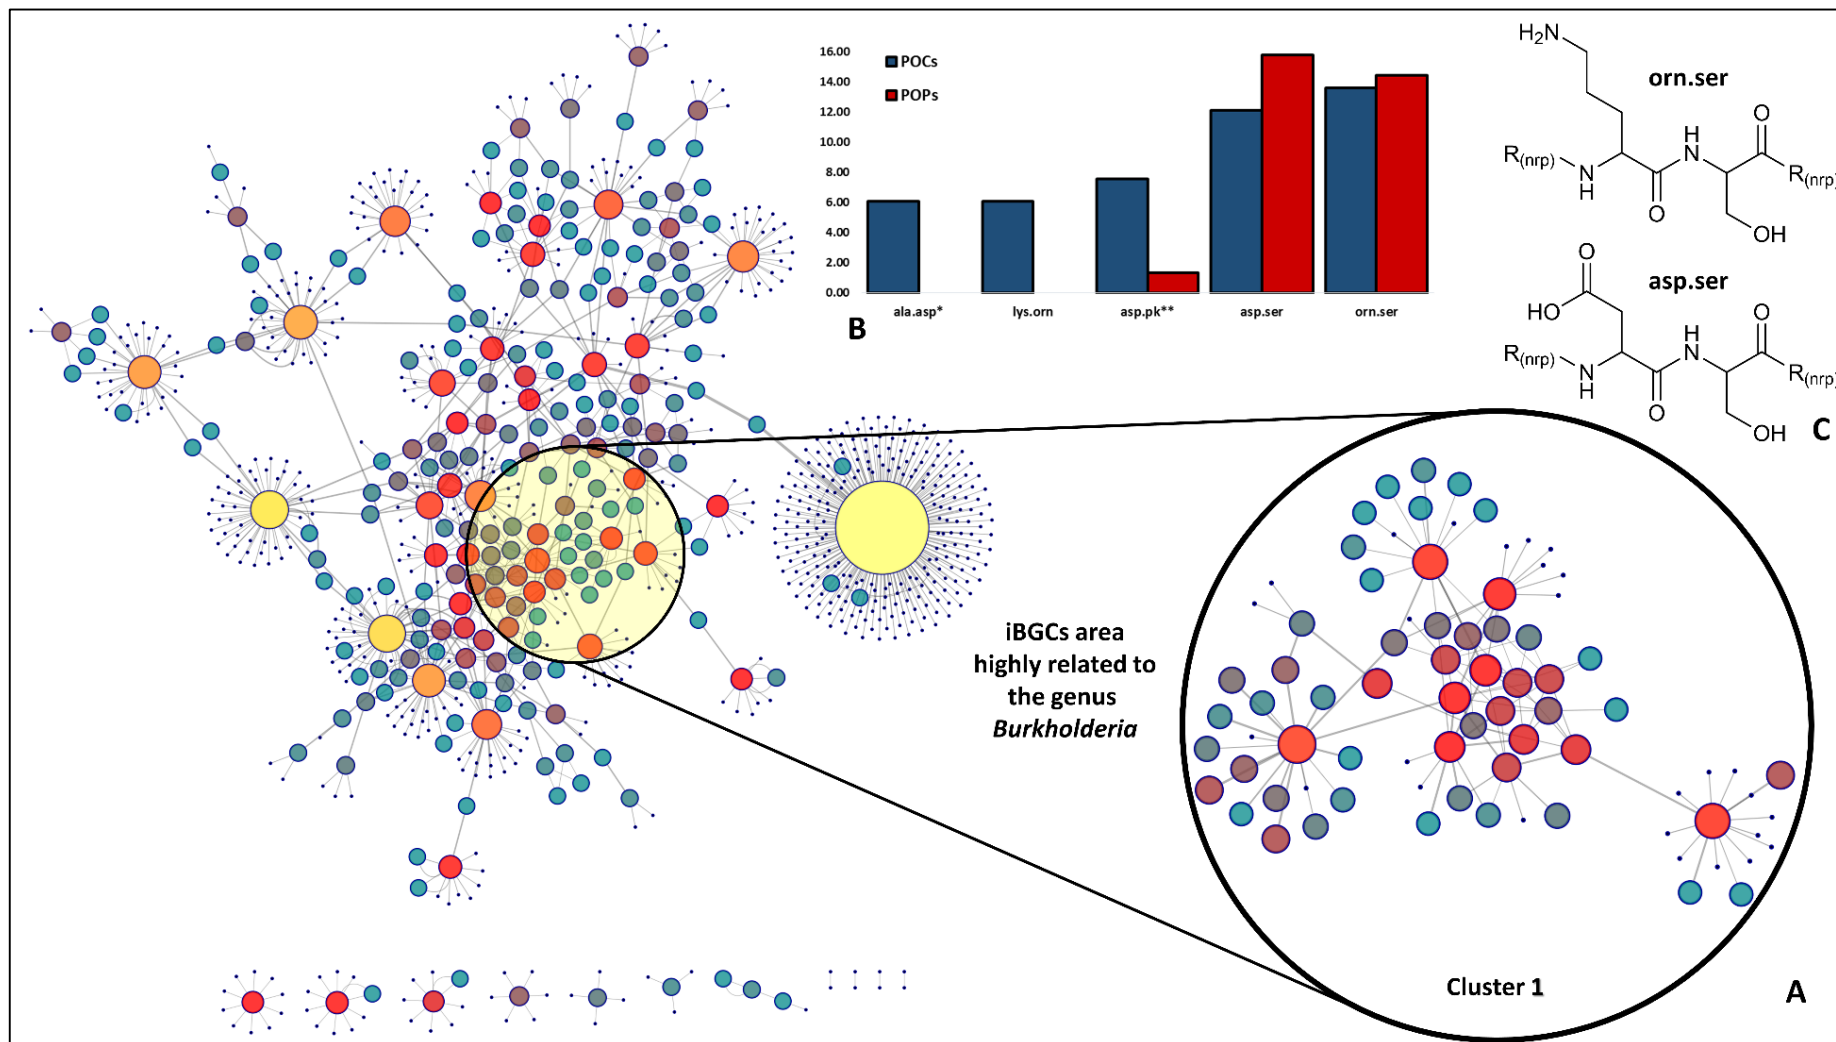 16.00
14.00
12.00
10.00
8.00
6.00
4.00
2.00
0.00
POCs
POPs
ala.asp*
lys.orn
asp.pk**
asp.ser
orn.ser
B
H2N
orn.ser
O
H
N
R(nrp)
N
H
O
R(nrp)
OH
O
asp.ser
HO
O
H
N
R(nrp)
N
H
O
R(nrp)
OH
C
iBGCs area
highly related to
the genus
Burkholderia
Cluster 1
A